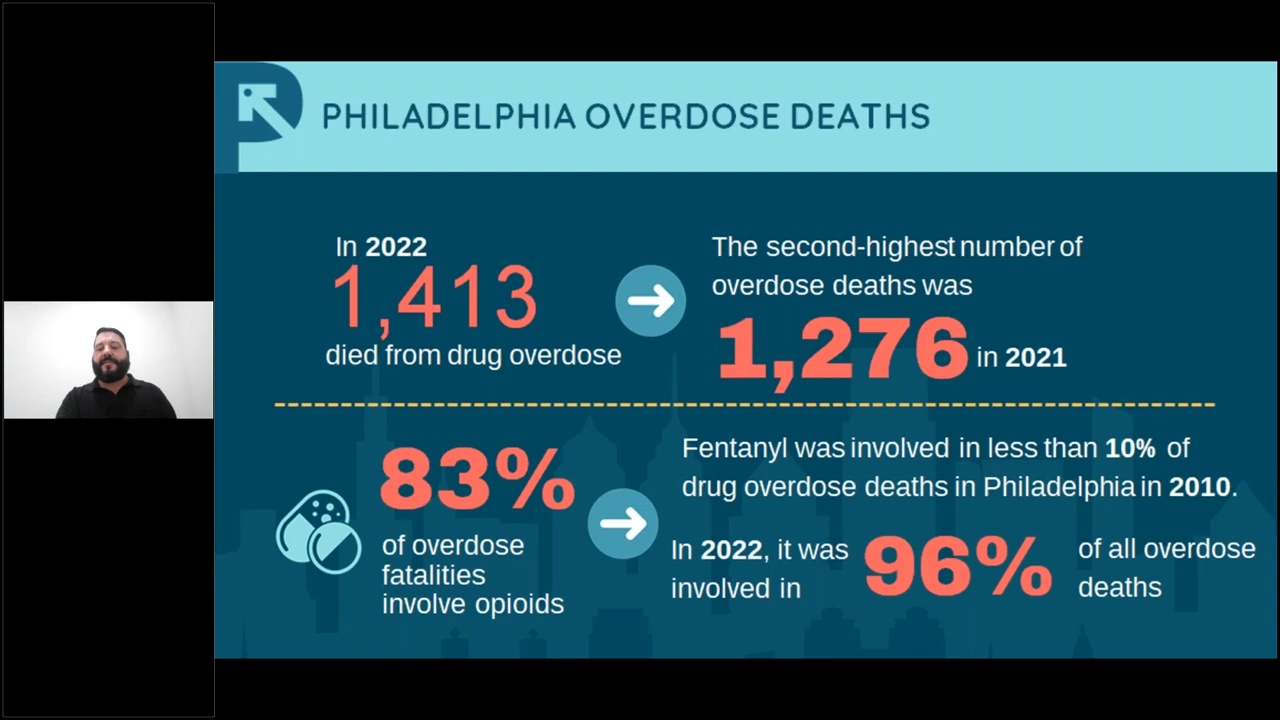 PHILADELPHIA OVERDOSE DEATHS
In 2022
1,413
died from drug overdose
The second-highest number of
overdose deaths was
1,276 in 2021
83%
of overdose
fatalities
involve opioids
Fentanyl was involved in less than 10% of
drug overdose deaths in Philadelphia in 2010.
In 2022, it was
involved in
96%
of all overdose
deaths